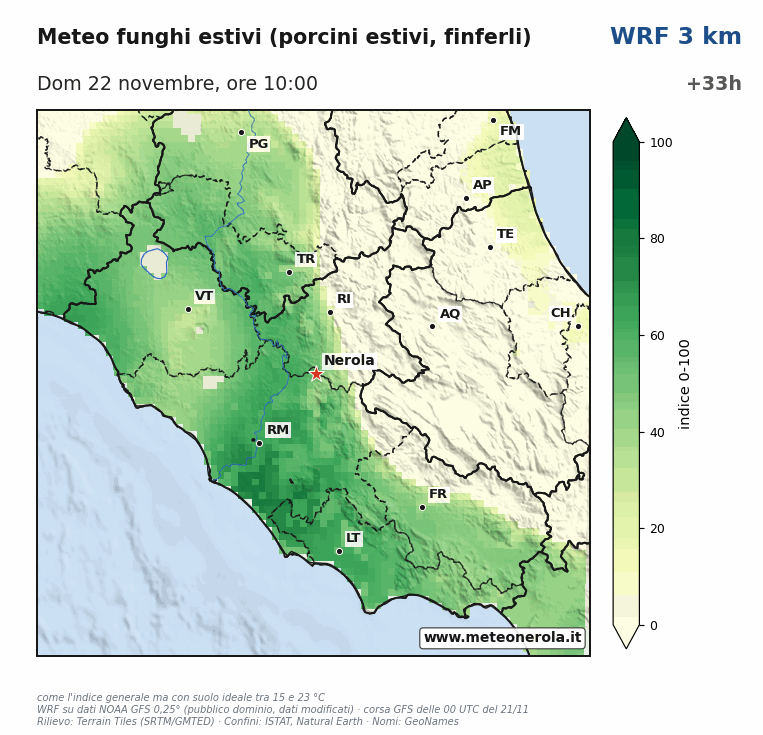 Meteo funghi estivi (porcini estivi, finferli)
WRF 3 km
Dom 22 novembre, ore 10:00
+33h
FM
PG
AP
TE
TR
VT
RI
AQ
CH
Nerola
RM
FR
LT
www.meteonerola.it
100
80
60
40
20
0
indice 0-100
come l'indice generale ma con suolo ideale tra 15 e 23 °C
WRF su dati NOAA GFS 0,25° (pubblico dominio, dati modificati) · corsa GFS delle 00 UTC del 21/11
Rilievo: Terrain Tiles (SRTM/GMTED) · Confini: ISTAT, Natural Earth · Nomi: GeoNames